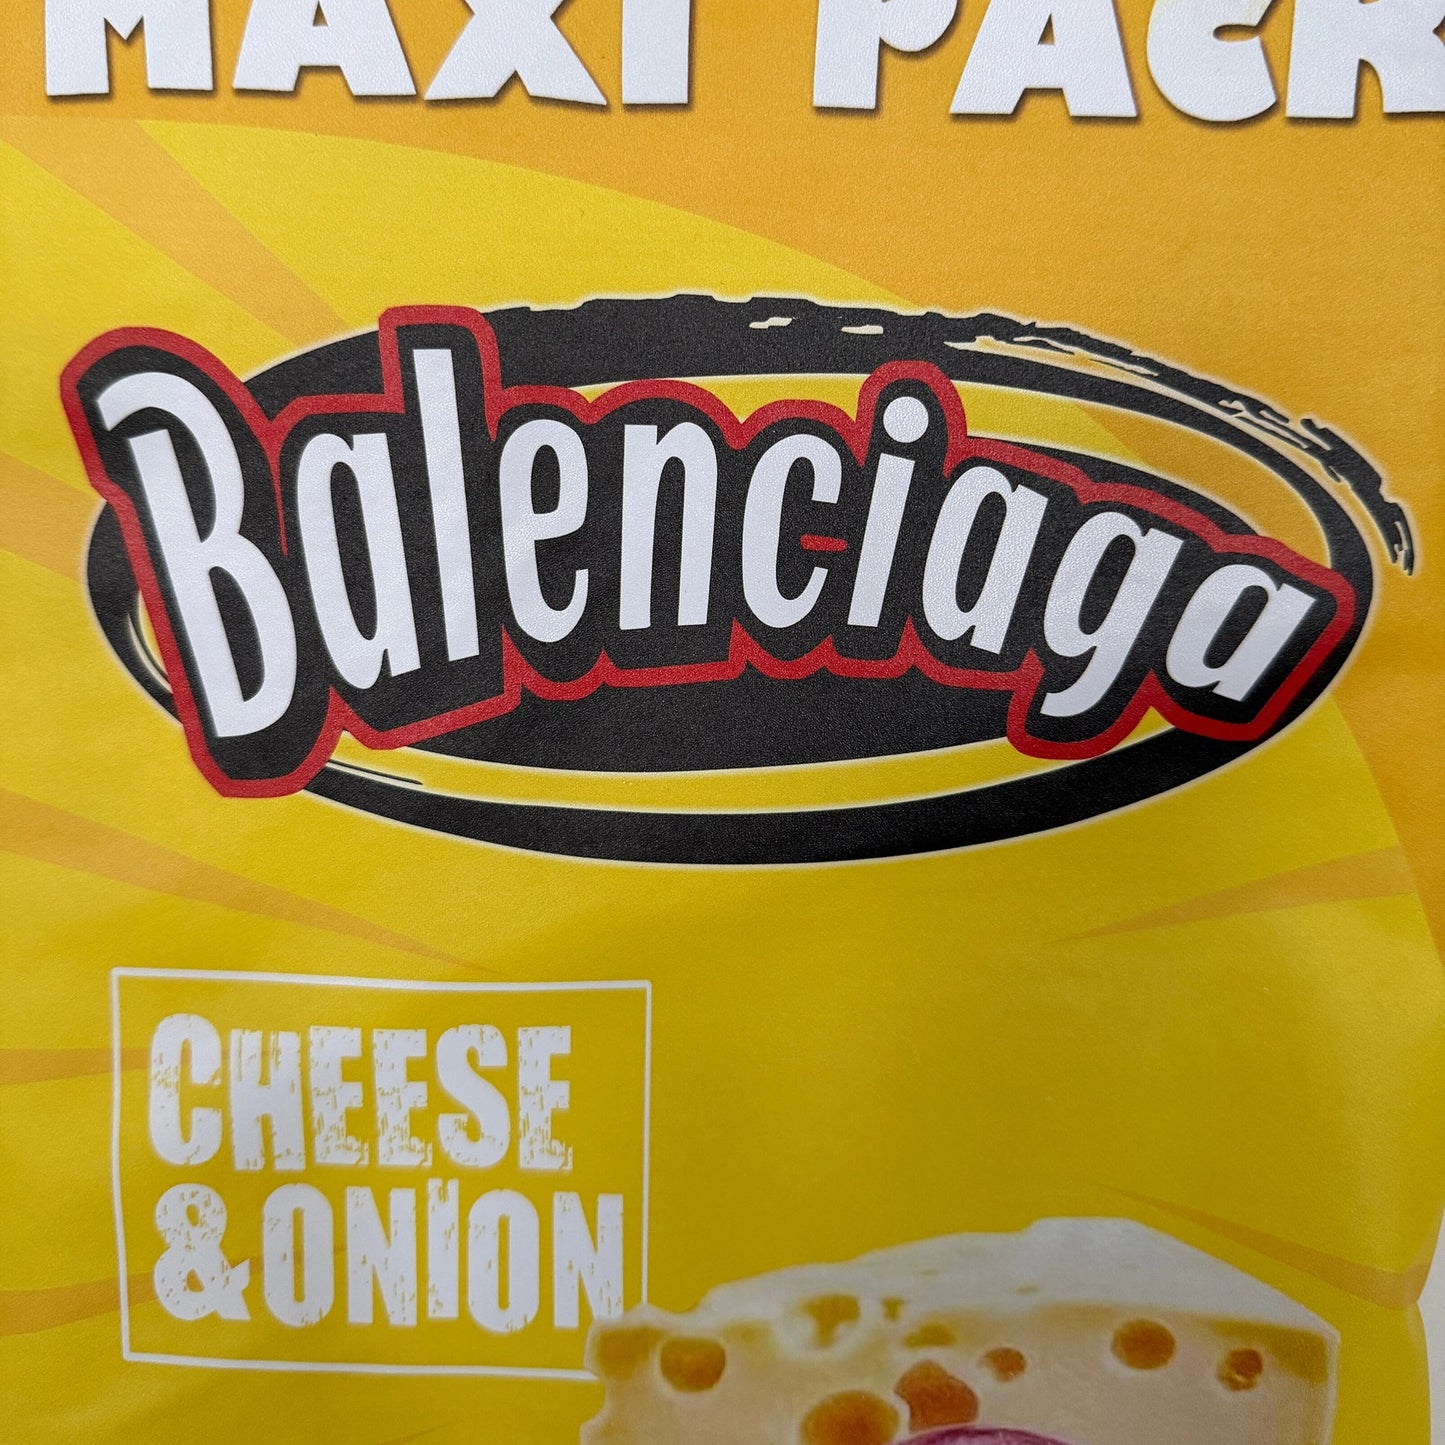 MAXI PACK
Balenciaga
CHEESE
& ONION